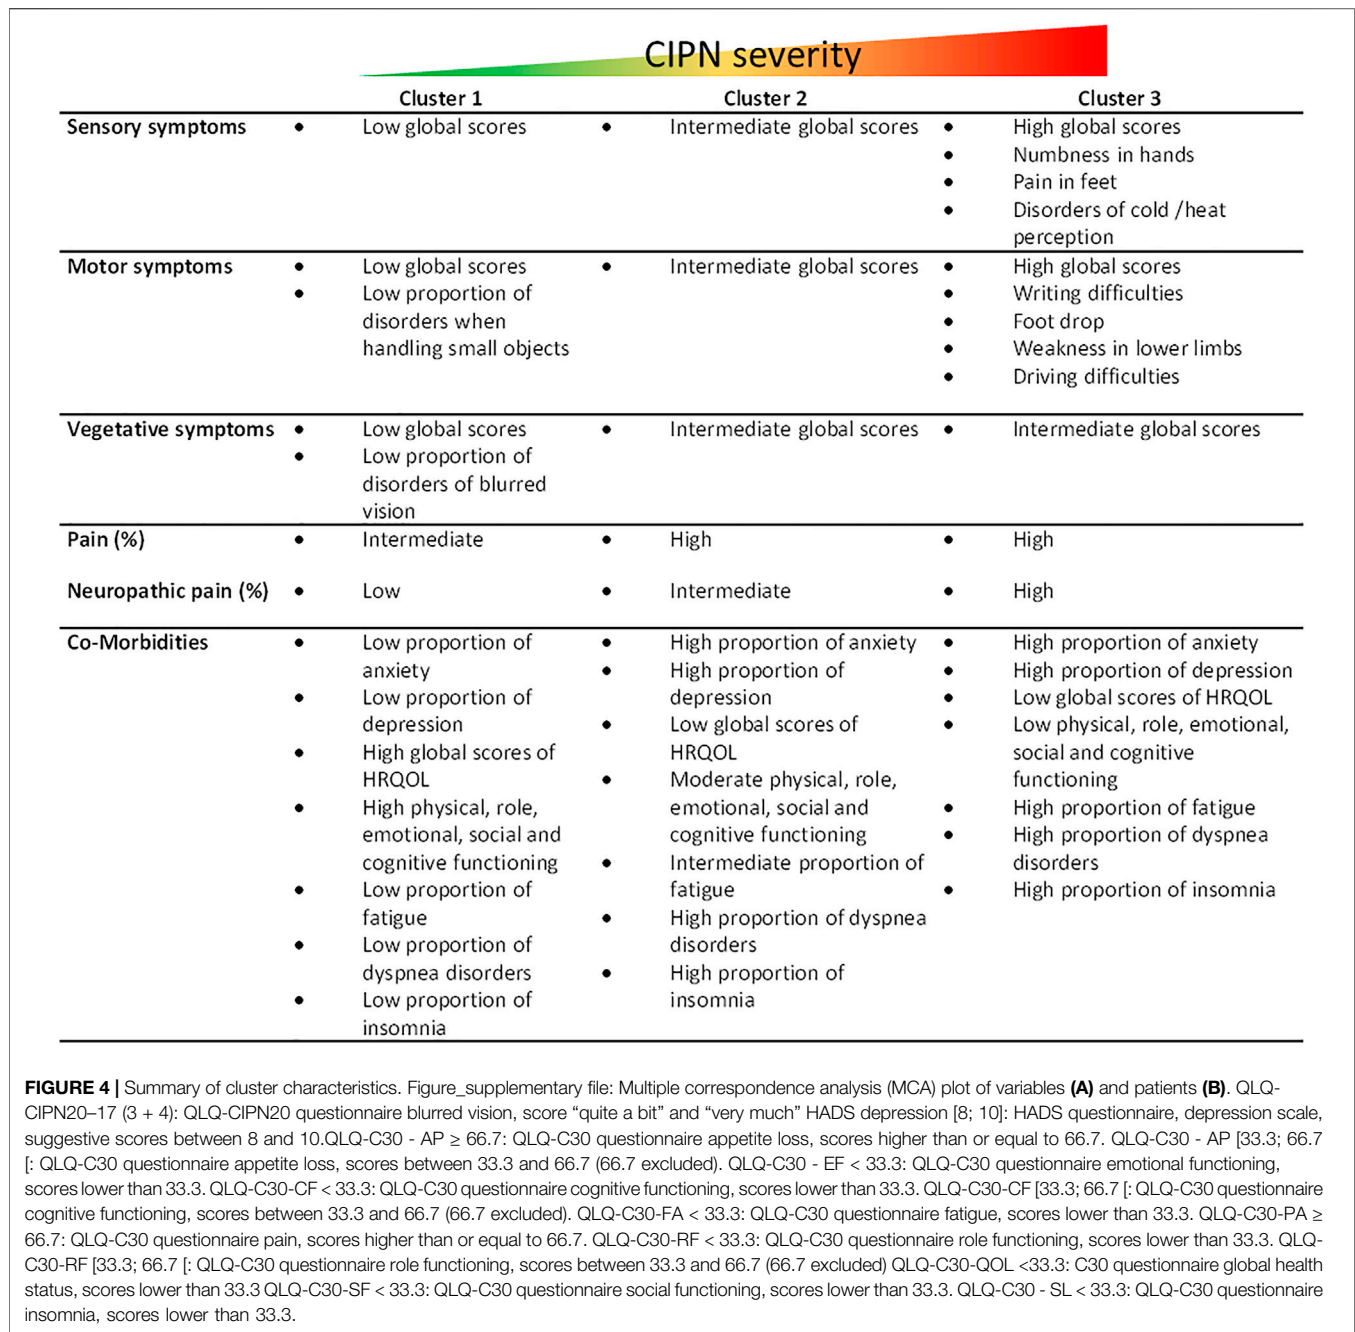 CIPN severity
Cluster 1 Cluster 2 Cluster 3
Sensory symptoms • Low global scores • Intermediate global scores • High global scores
• Numbness in hands
• Pain in feet
• Disorders of cold /heat
perception
Motor symptoms • Low global scores • Intermediate global scores • High global scores
• Low proportion of • Writing difficulties
disorders when • Foot drop
handling small objects • Weakness in lower limbs
• Driving difficulties
Vegetative symptoms • Low global scores • Intermediate global scores • Intermediate global scores
• Low proportion of
disorders of blurred
vision
Pain (%) • Intermediate • High • High
Neuropathic pain (%) • Low • Intermediate • High
Co-Morbidities • Low proportion of • High proportion of anxiety • High proportion of anxiety
anxiety • High proportion of • High proportion of depression
• Low proportion of depression • Low global scores of HRQOL
depression • Low global scores of • Low physical, role, emotional,
• High global scores of HRQOL social and cognitive
HRQOL • Moderate physical, role, functioning
• High physical, role, emotional, social and • High proportion of fatigue
emotional, social and cognitive functioning • High proportion of dyspnea
cognitive functioning • Intermediate proportion of disorders
• Low proportion of fatigue • High proportion of insomnia
fatigue • High proportion of dyspnea
• Low proportion of disorders
dyspnea disorders • High proportion of
• Low proportion of insomnia
insomnia
FIGURE 4 | Summary of cluster characteristics. Figure_supplementary file: Multiple correspondence analysis (MCA) plot of variables (A) and patients (B). QLQ-
CIPN20–17 (3 + 4): QLQ-CIPN20 questionnaire blurred vision, score “quite a bit” and “very much” HADS depression [8; 10]: HADS questionnaire, depression scale,
suggestive scores between 8 and 10.QLQ-C30 - AP ≥ 66.7: QLQ-C30 questionnaire appetite loss, scores higher than or equal to 66.7. QLQ-C30 - AP [33.3; 66.7
[: QLQ-C30 questionnaire appetite loss, scores between 33.3 and 66.7 (66.7 excluded). QLQ-C30 - EF < 33.3: QLQ-C30 questionnaire emotional functioning,
scores lower than 33.3. QLQ-C30-CF < 33.3: QLQ-C30 questionnaire cognitive functioning, scores lower than 33.3. QLQ-C30-CF [33.3; 66.7 [: QLQ-C30 questionnaire
cognitive functioning, scores between 33.3 and 66.7 (66.7 excluded). QLQ-C30-FA < 33.3: QLQ-C30 questionnaire fatigue, scores lower than 33.3. QLQ-C30-PA ≥
66.7: QLQ-C30 questionnaire pain, scores higher than or equal to 66.7. QLQ-C30-RF < 33.3: QLQ-C30 questionnaire role functioning, scores lower than 33.3. QLQ-
C30-RF [33.3; 66.7 [: QLQ-C30 questionnaire role functioning, scores between 33.3 and 66.7 (66.7 excluded) QLQ-C30-QOL <33.3: C30 questionnaire global health
status, scores lower than 33.3 QLQ-C30-SF < 33.3: QLQ-C30 questionnaire social functioning, scores lower than 33.3. QLQ-C30 - SL < 33.3: QLQ-C30 questionnaire
insomnia, scores lower than 33.3.